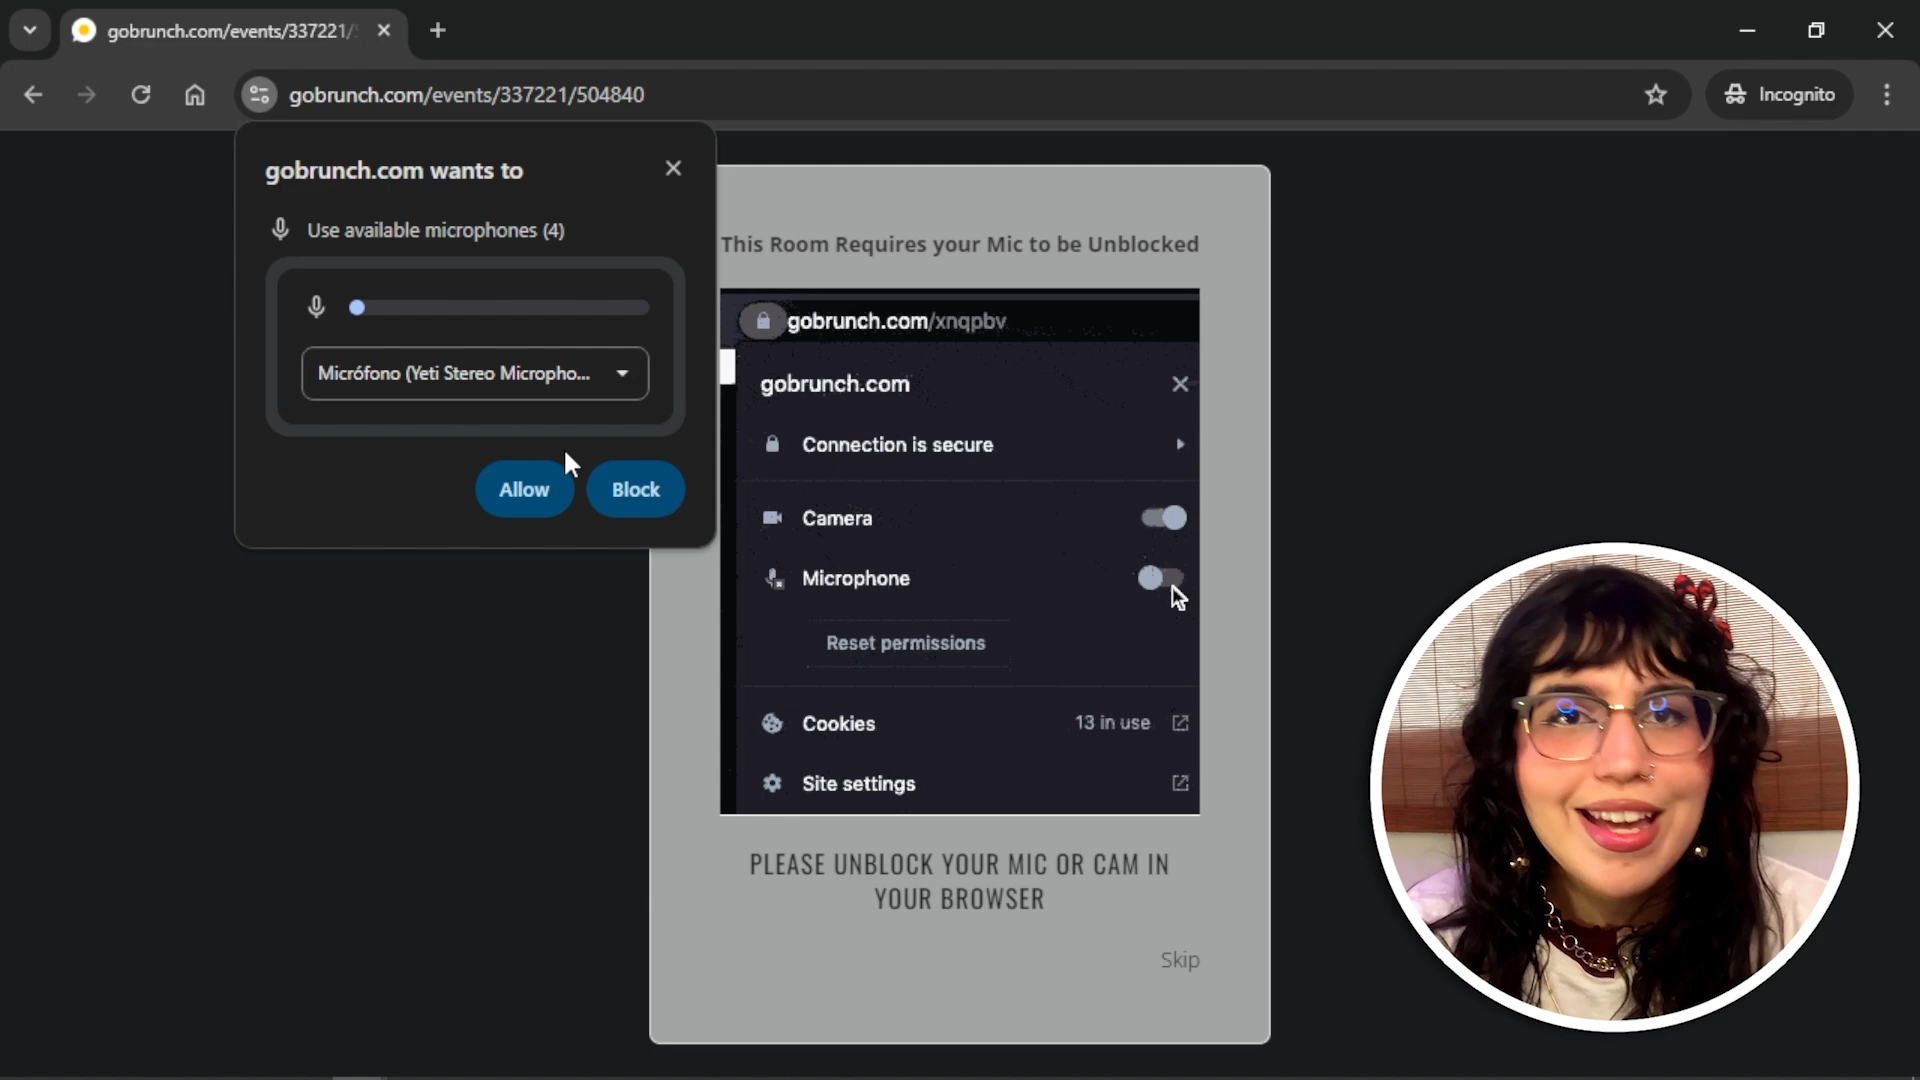 gobrunch.com/events/337221/
gobrunch.com/events/337221/504840
Incognito
gobrunch.com wants to
Use available microphones (4)
Micrófono (Yeti Stereo Micropho...
Allow
Block
This Room Requires your Mic to be Unblocked
gobrunch.com/xnqpbv
gobrunch.com
Connection is secure
Camera
Microphone
Reset permissions
Cookies
13 in use
Site settings
PLEASE UNBLOCK YOUR MIC OR CAM IN
YOUR BROWSER
Skip